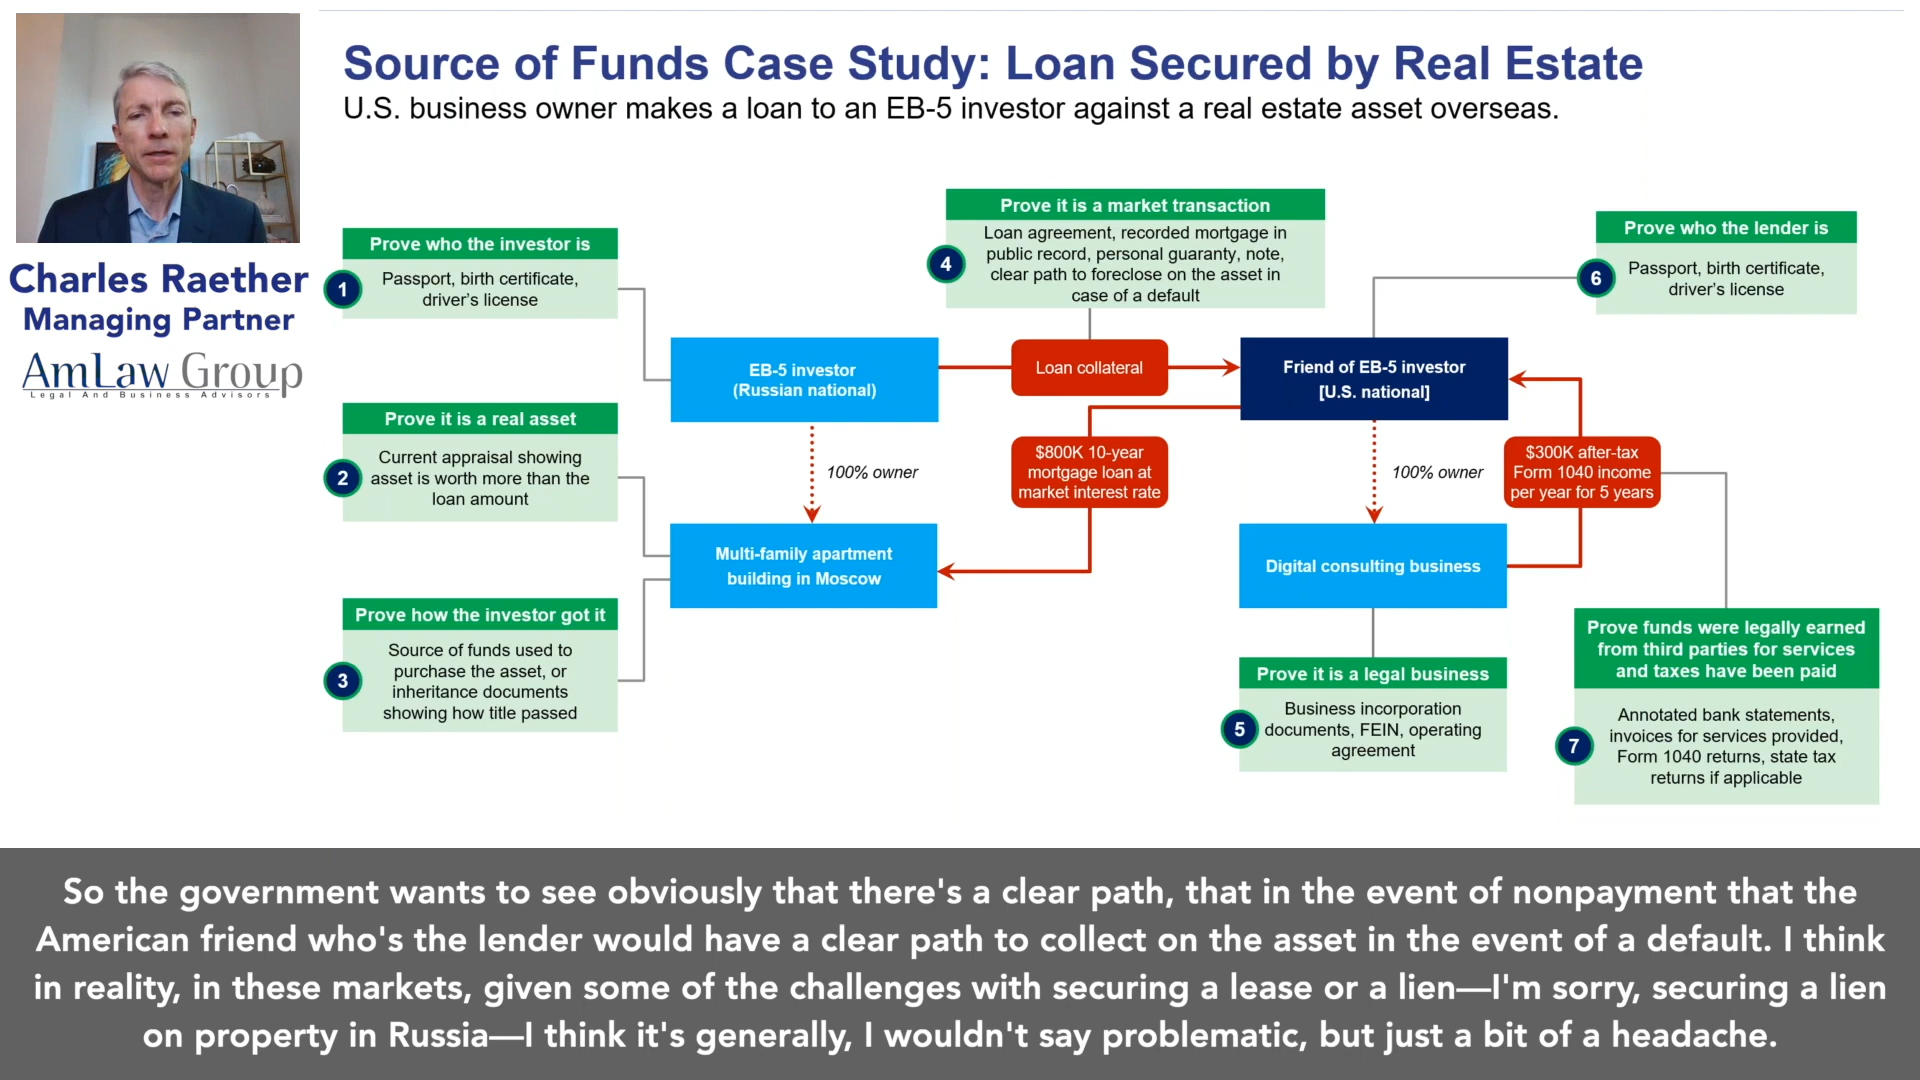 Source of Funds Case Study: Loan Secured by Real Estate
U.S. business owner makes a loan to an EB-5 investor against a real estate asset overseas.
Charles Raether
Managing Partner
AmLaw Group
Legal And Business Advisors
Prove who the investor is
1
Passport, birth certificate,
driver's license
Prove it is a real asset
2
Current appraisal showing
asset is worth more than the
loan amount
Prove how the investor got it
3
Source of funds used to
purchase the asset, or
inheritance documents
showing how title passed
EB-5 investor
(Russian national)
100% owner
Multi-family apartment
building in Moscow
Prove it is a market transaction
4
Loan agreement, recorded mortgage in
public record, personal guaranty, note,
clear path to foreclose on the asset in
case of a default
Loan collateral
$800K 10-year
mortgage loan at
market interest rate
Friend of EB-5 investor
[U.S. national]
100% owner
Digital consulting business
Prove it is a legal business
5
Business incorporation
documents, FEIN, operating
agreement
Prove who the lender is
6
Passport, birth certificate,
driver's license
$300K after-tax
Form 1040 income
per year for 5 years
Prove funds were legally earned
from third parties for services
and taxes have been paid
7
Annotated bank statements,
invoices for services provided,
Form 1040 returns, state tax
returns if applicable
So the government wants to see obviously that there's a clear path, that in the event of nonpayment that the
American friend who's the lender would have a clear path to collect on the asset in the event of a default. I think
in reality, in these markets, given some of the challenges with securing a lease or a lien—I'm sorry, securing a lien
on property in Russia—I think it's generally, I wouldn't say problematic, but just a bit of a headache.